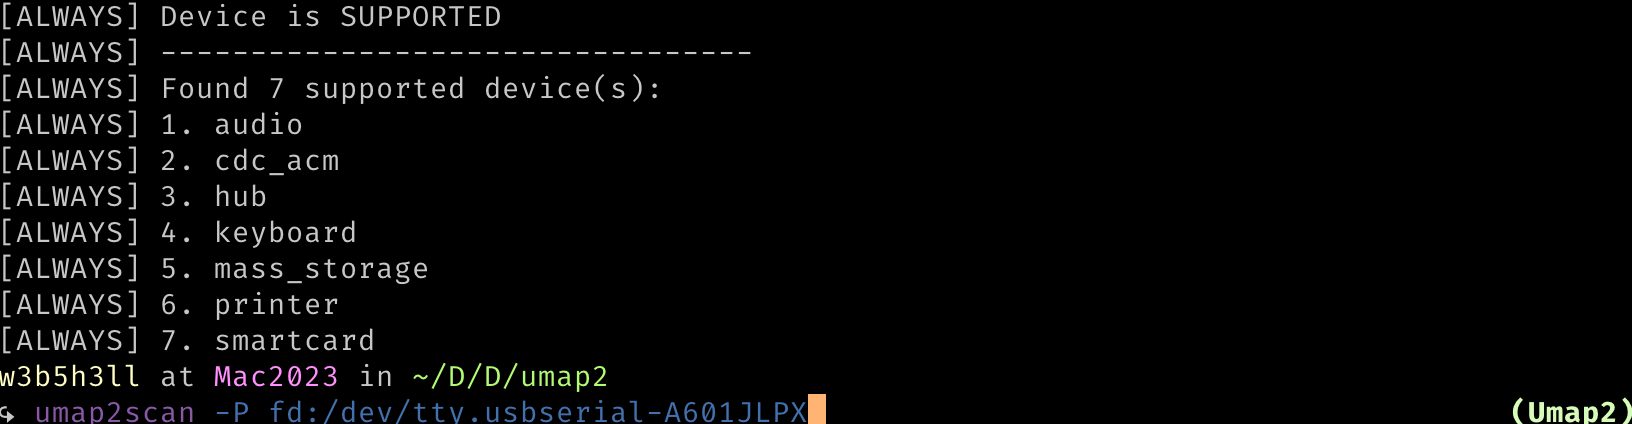 [ALWAYS] Device is SUPPORTED
[ALWAYS] ---------------------------------
[ALWAYS] Found 7 supported device(s):
[ALWAYS] 1. audio
[ALWAYS] 2. cdc_acm
[ALWAYS] 3. hub
[ALWAYS] 4. keyboard
[ALWAYS] 5. mass_storage
[ALWAYS] 6. printer
[ALWAYS] 7. smartcard
w3b5h3ll at Mac2023 in ~/D/D/umap2
↪ umap2scan -P fd:/dev/tty.usbserial-A601JLPX (Umap2)